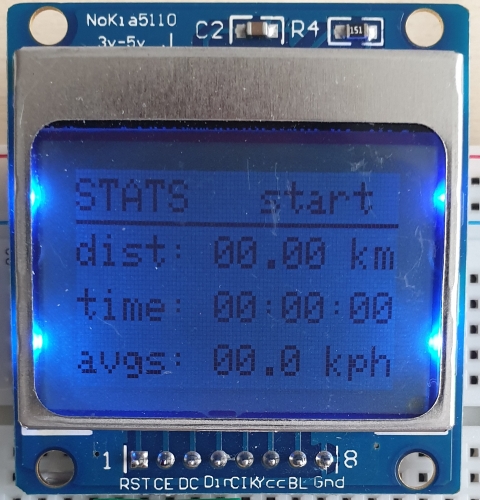 NoKia5110 C2 R4 151
3v-5v
STATS start
dist: 00.00 km
time: 00:00:00
avgs: 00.0 kph
1 8
RST CE DC Din ClK Vcc BL Gnd